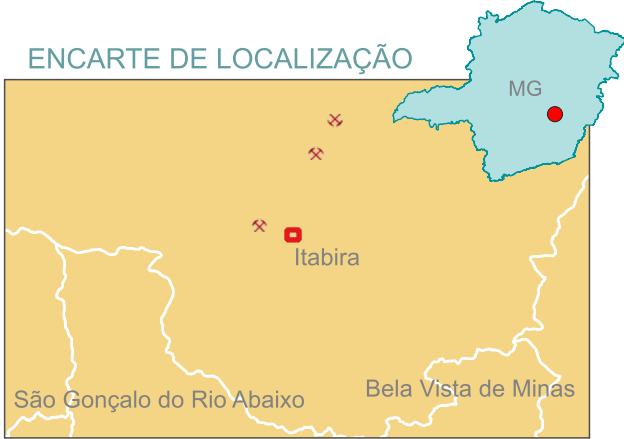 ENCARTE DE LOCALIZAÇÃO
MG
Itabira
Bela Vista de Minas
São Gonçalo do Rio Abaixo